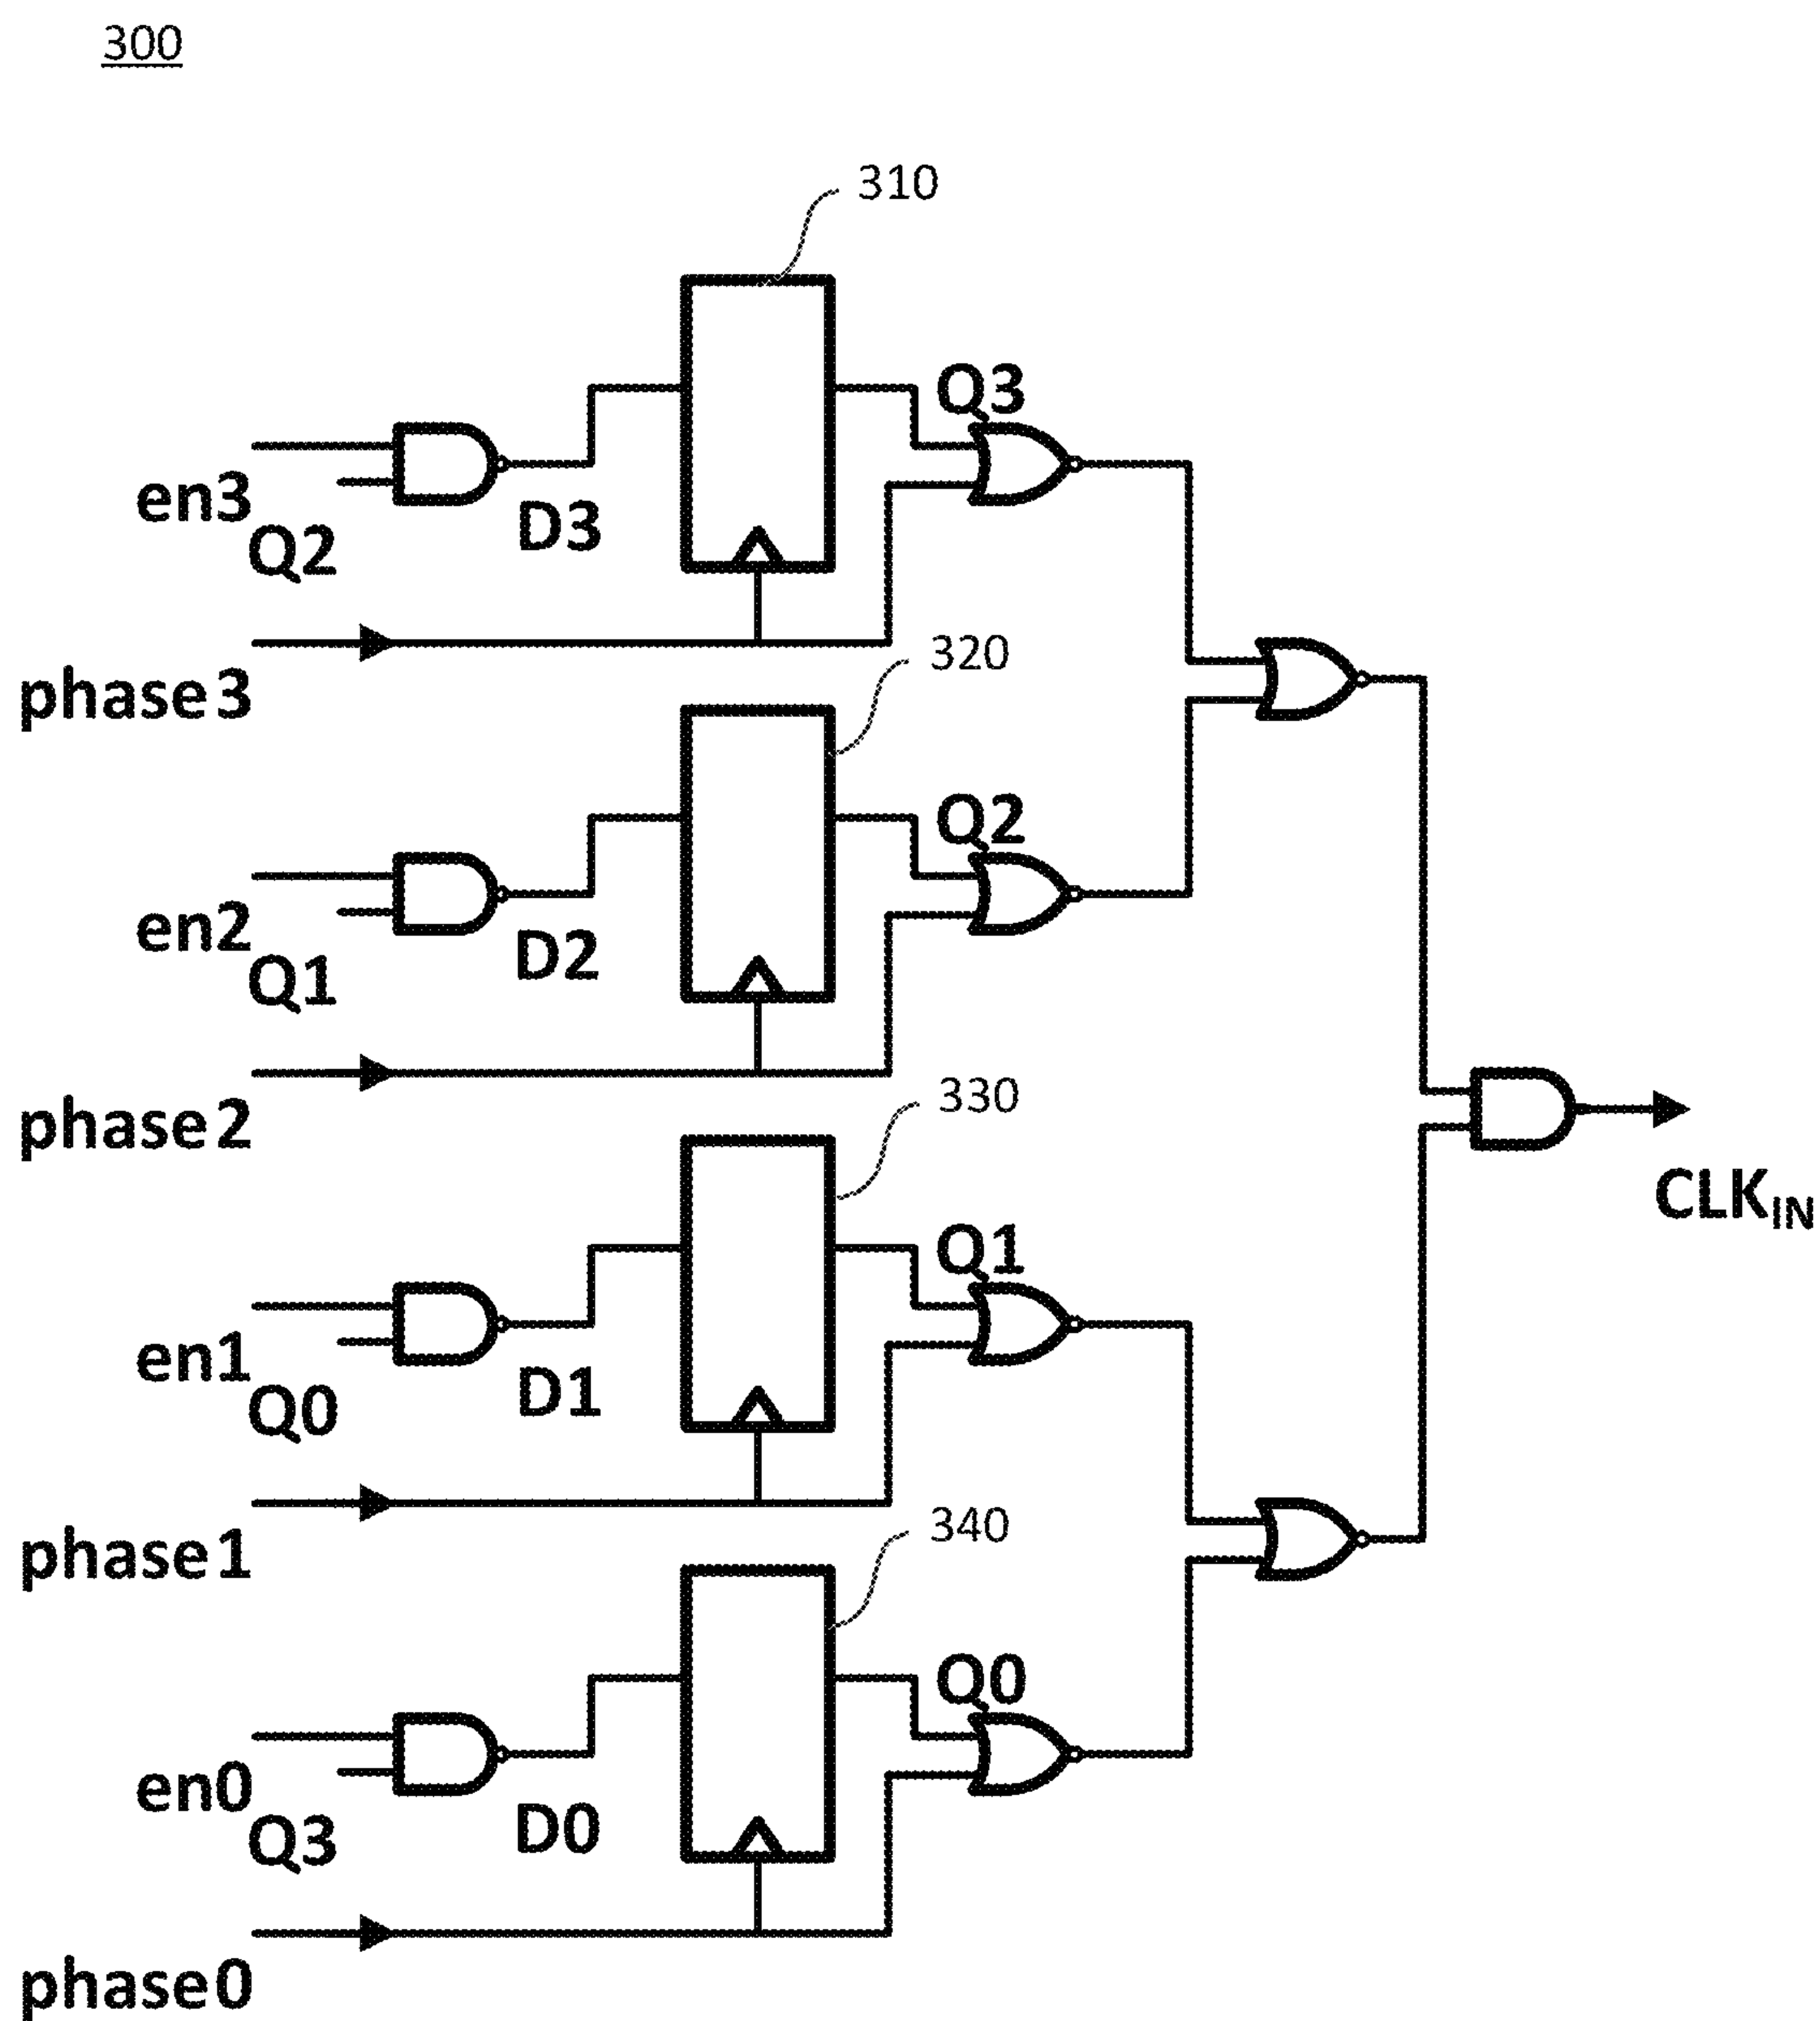 300
310
Q3
en3
Q2
D3
320
phase3
Q2
en2
Q1
D2
330
phase2
CLKIN
Q1
en1
Q0
D1
340
phase1
Q0
en0
Q3
D0
phase0